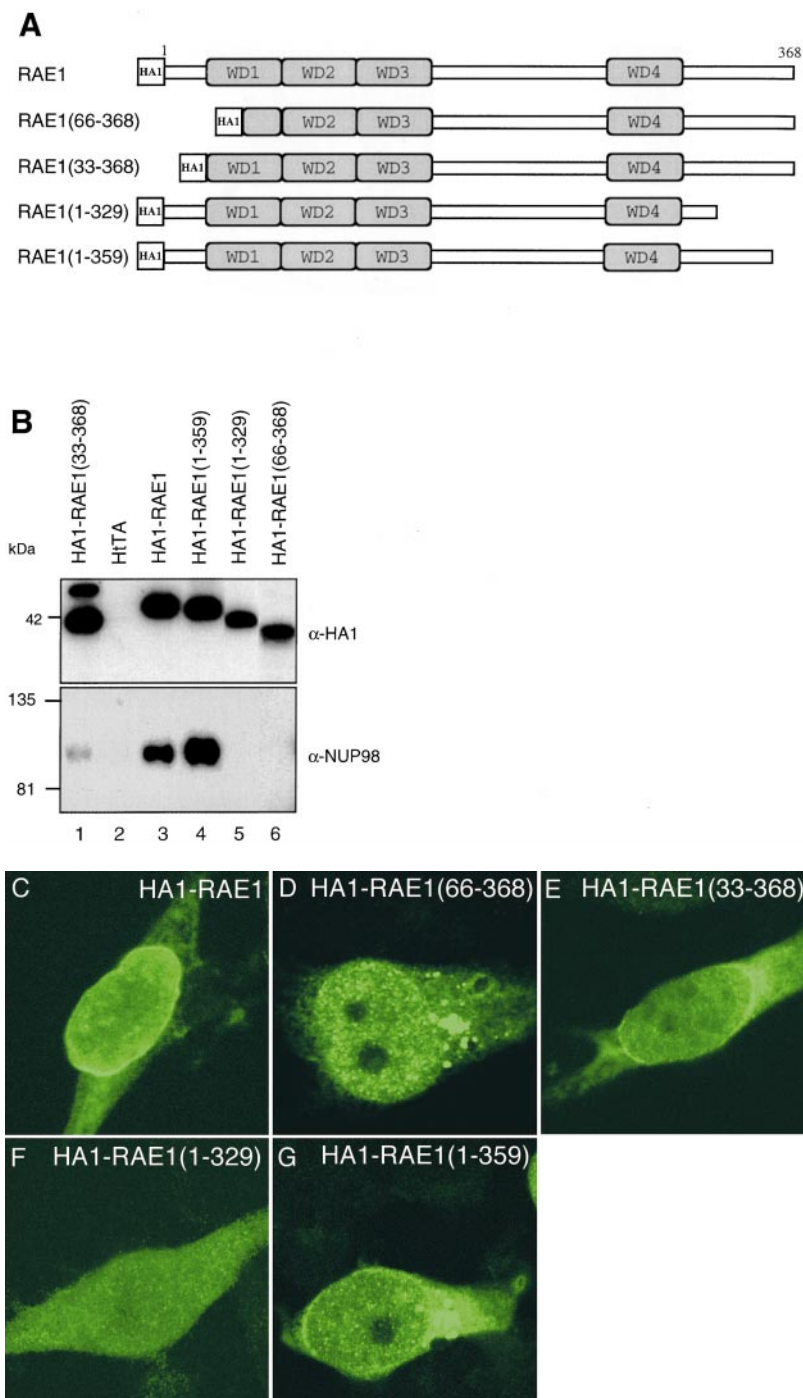 A
1
368
RAE1
HA1
WD1 WD2 WD3 WD4
RAE1(66-368)
HA1
WD2 WD3 WD4
RAE1(33-368)
HA1
WD1 WD2 WD3 WD4
RAE1(1-329)
HA1
WD1 WD2 WD3 WD4
RAE1(1-359)
HA1
WD1 WD2 WD3 WD4
B
HA1-RAE1(33-368)
HtTA
HA1-RAE1
HA1-RAE1(1-359)
HA1-RAE1(1-329)
HA1-RAE1(66-368)
kDa
42
α-HA1
135
α-NUP98
81
1 2 3 4 5 6
C HA1-RAE1
D HA1-RAE1(66-368)
E HA1-RAE1(33-368)
F HA1-RAE1(1-329)
G HA1-RAE1(1-359)